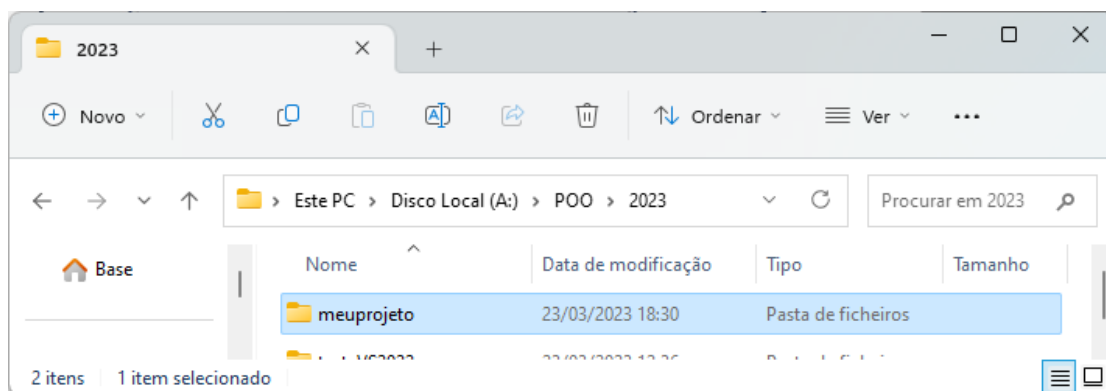 2023
Novo Ordenar Ver
Este PC > Disco Local (A:) > POO > 2023 Procurar em 2023
Base
Nome Data de modificação Tipo Tamanho
meuprojeto 23/03/2023 18:30 Pasta de ficheiros
2 itens 1 item selecionado